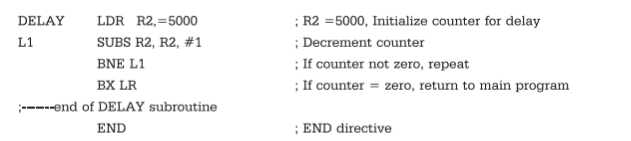 DELAY LDR R2,=5000 ; R2 =5000, Initialize counter for delay
L1 SUBS R2, R2, #1 ; Decrement counter
BNE L1 ; If counter not zero, repeat
BX LR ; If counter = zero, return to main program
;------end of DELAY subroutine
END ; END directive